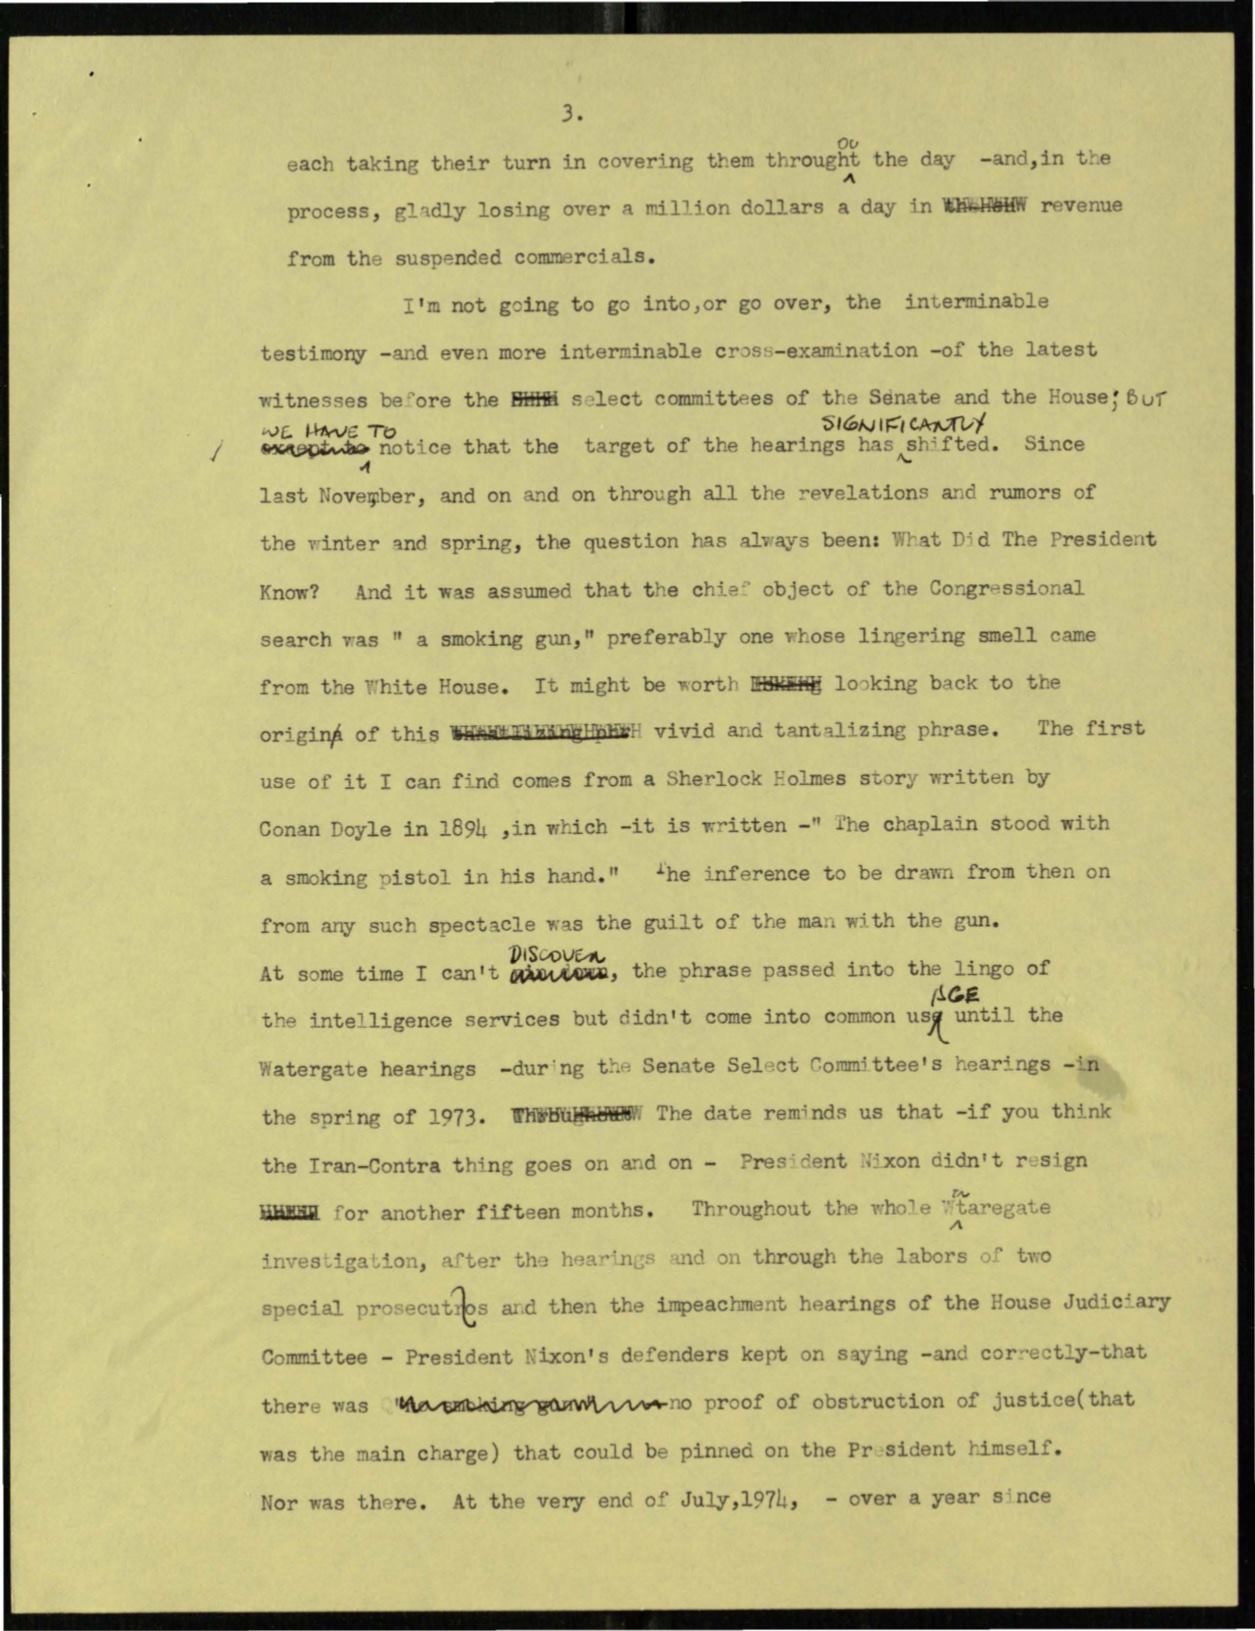 3.
each taking their turn in covering them throughout the day -and,in the
process, gladly losing over a million dollars a day in revenue
from the suspended commercials.
I'm not going to go into,or go over, the interminable
testimony -and even more interminable cross-examination -of the latest
witnesses before the select committees of the Senate and the House; BUT
WE HAVE TO notice that the target of the hearings has SIGNIFICANTLY shifted. Since
last November, and on and on through all the revelations and rumors of
the winter and spring, the question has always been: What Did The President
Know? And it was assumed that the chief object of the Congressional
search was " a smoking gun," preferably one whose lingering smell came
from the White House. It might be worth looking back to the
origin of this vivid and tantalizing phrase. The first
use of it I can find comes from a Sherlock Holmes story written by
Conan Doyle in 1894 ,in which -it is written -" The chaplain stood with
a smoking pistol in his hand." The inference to be drawn from then on
from any such spectacle was the guilt of the man with the gun.
At some time I can't DISCOVER, the phrase passed into the lingo of
the intelligence services but didn't come into common usAGE until the
Watergate hearings -during the Senate Select Committee's hearings -in
the spring of 1973. The date reminds us that -if you think
the Iran-Contra thing goes on and on - President Nixon didn't resign
for another fifteen months. Throughout the whole Wtaregate
investigation, after the hearings and on through the labors of two
special prosecutros and then the impeachment hearings of the House Judiciary
Committee - President Nixon's defenders kept on saying -and correctly-that
there was no proof of obstruction of justice(that
was the main charge) that could be pinned on the President himself.
Nor was there. At the very end of July,1974, - over a year since